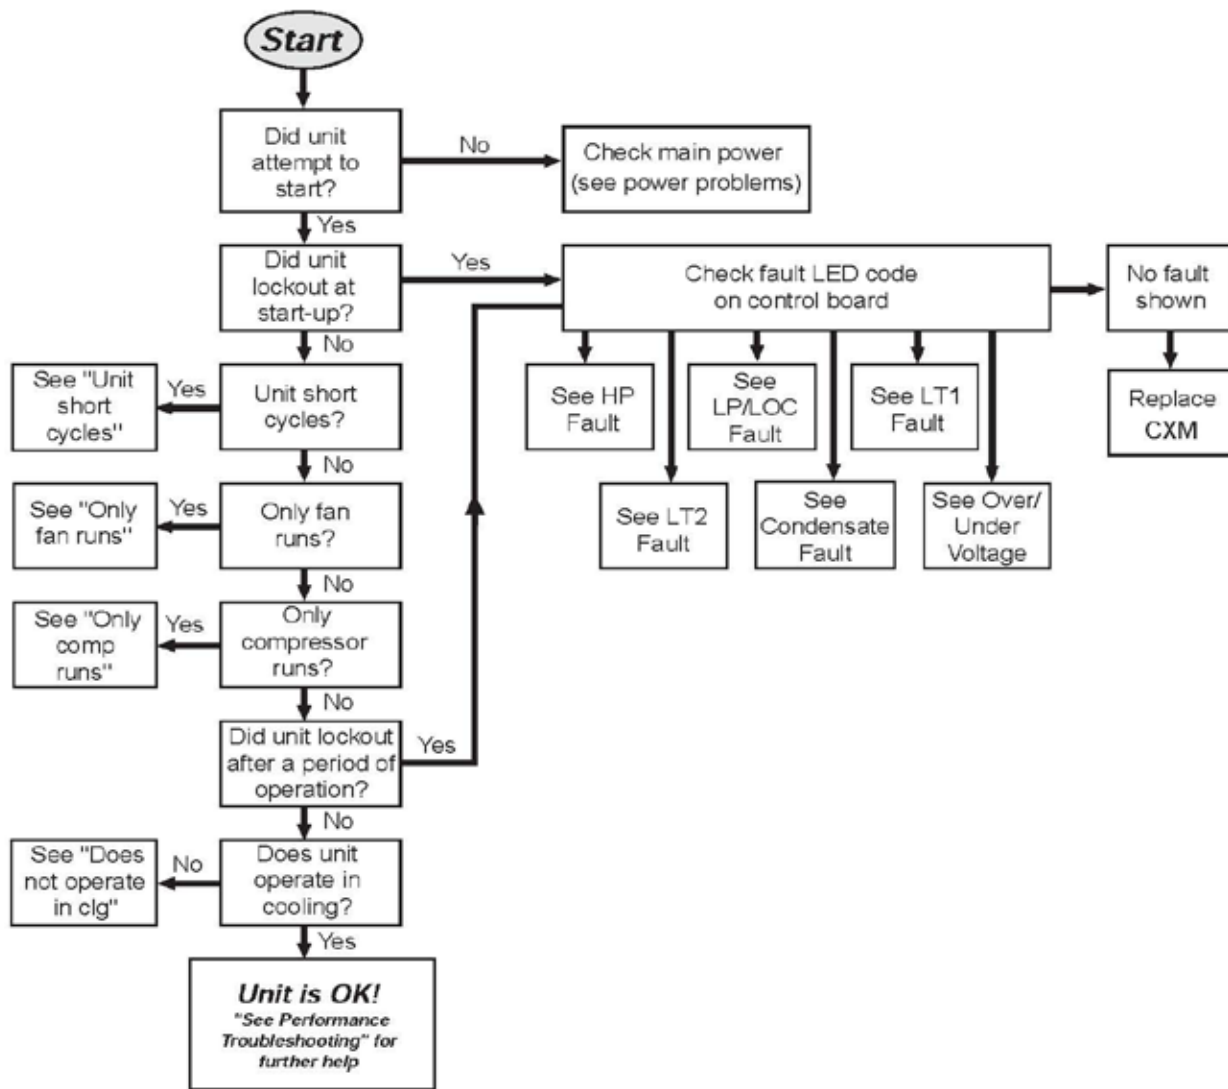 Start
Did unit
attempt to
start?
No
Check main power
(see power problems)
Yes
Did unit
lockout at
start-up?
Yes
Check fault LED code
on control board
No fault
shown
No
See "Unit
short
cycles"
Yes
Unit short
cycles?
See HP
Fault
See
LP/LOC
Fault
See LT1
Fault
Replace
CXM
No
See "Only
fan runs"
Yes
Only fan
runs?
See LT2
Fault
See
Condensate
Fault
See Over/
Under
Voltage
No
See "Only
comp
runs"
Yes
Only
compressor
runs?
No
Did unit lockout
after a period of
operation?
Yes
No
See "Does
not operate
in clg"
No
Does unit
operate in
cooling?
Yes
Unit is OK!
"See Performance
Troubleshooting" for
further help